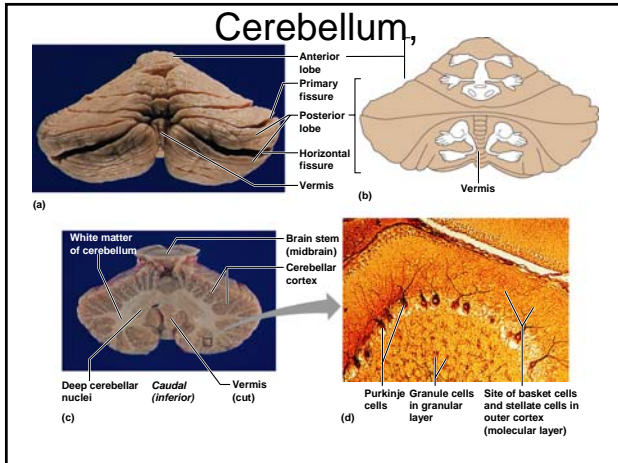 Cerebellum,
Anterior
lobe
Primary
fissure
Posterior
lobe
Horizontal
fissure
Vermis
(a)
(b)
Vermis
White matter
of cerebellum
Brain stem
(midbrain)
Cerebellar
cortex
Deep cerebellar
nuclei
Caudal
(inferior)
Vermis
(cut)
(c)
Purkinje
cells
Granule cells
in granular
layer
Site of basket cells
and stellate cells in
outer cortex
(molecular layer)
(d)